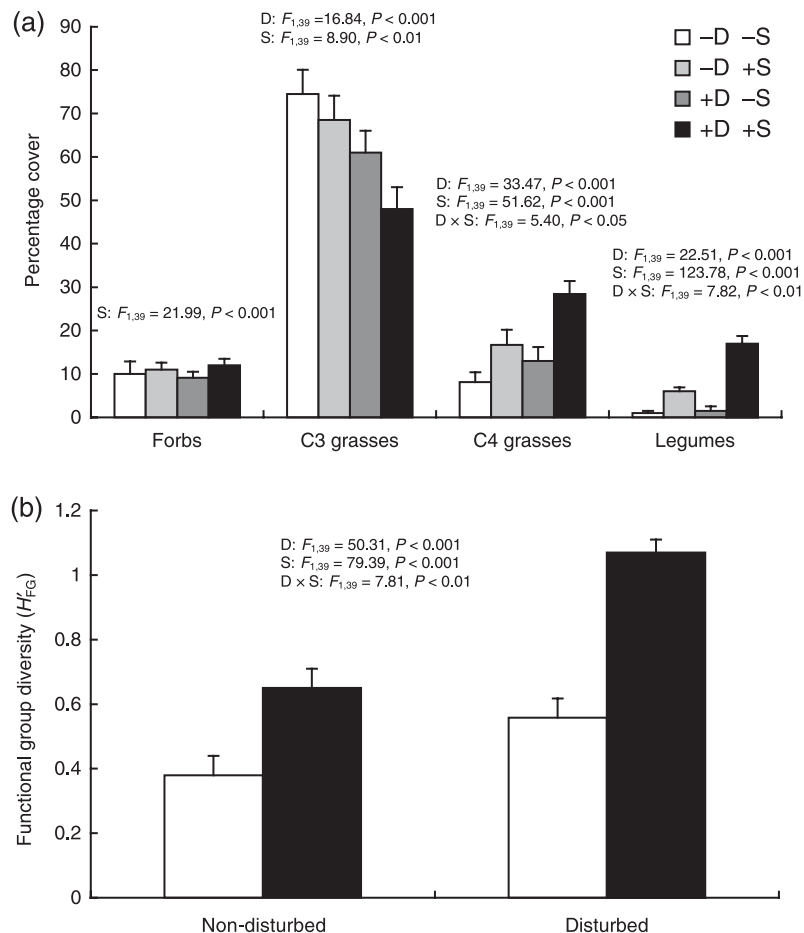 (a)
D: F1,39 =16.84, P < 0.001
S: F1,39 = 8.90, P < 0.01
–D –S
–D +S
+D –S
+D +S
90
80
70
60
50
40
30
20
10
0
Percentage cover
D: F1,39 = 33.47, P < 0.001
S: F1,39 = 51.62, P < 0.001
D × S: F1,39 = 5.40, P < 0.05
D: F1,39 = 22.51, P < 0.001
S: F1,39 = 123.78, P < 0.001
D × S: F1,39 = 7.82, P < 0.01
S: F1,39 = 21.99, P < 0.001
Forbs C3 grasses C4 grasses Legumes
(b)
1.2
1
0.8
0.6
0.4
0.2
0
Functional group diversity (H′FG)
D: F1,39 = 50.31, P < 0.001
S: F1,39 = 79.39, P < 0.001
D × S: F1,39 = 7.81, P < 0.01
Non-disturbed Disturbed